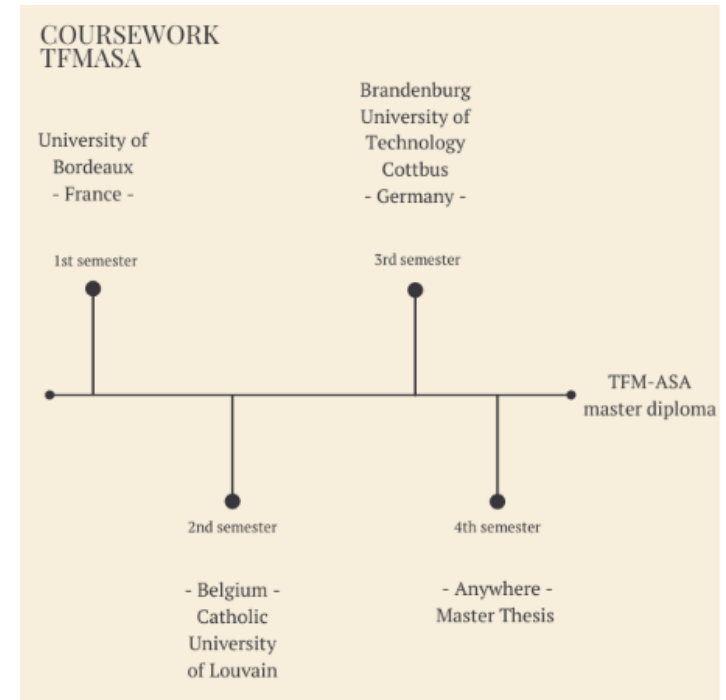 COURSEWORK
TFMASA
University of
Bordeaux
- France -
1st semester
Brandenburg
University of
Technology
Cottbus
- Germany -
3rd semester
TFM-ASA
master diploma
2nd semester
- Belgium -
Catholic
University
of Louvain
4th semester
- Anywhere -
Master Thesis